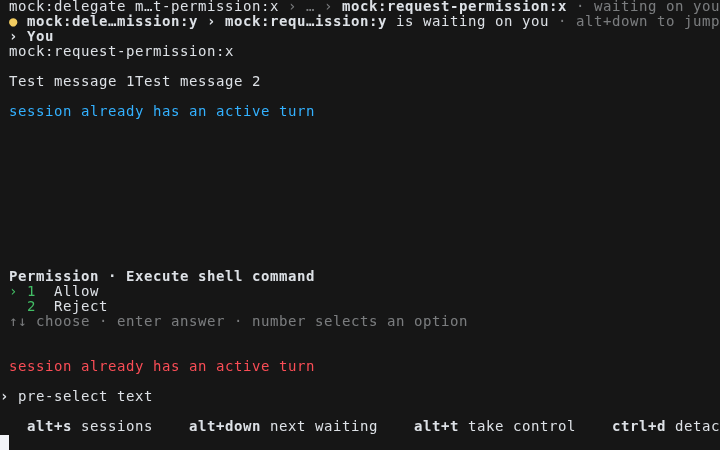 mock:delegate m…t-permission:x › … › mock:request-permission:x · waiting on you
● mock:dele…mission:y › mock:requ…ission:y is waiting on you · alt+down to jump
› You
mock:request-permission:x
Test message 1Test message 2
session already has an active turn
Permission · Execute shell command
› 1  Allow
2  Reject
↑↓ choose · enter answer · number selects an option
session already has an active turn
› pre-select text
alt+s sessions    alt+down next waiting    alt+t take control    ctrl+d detac